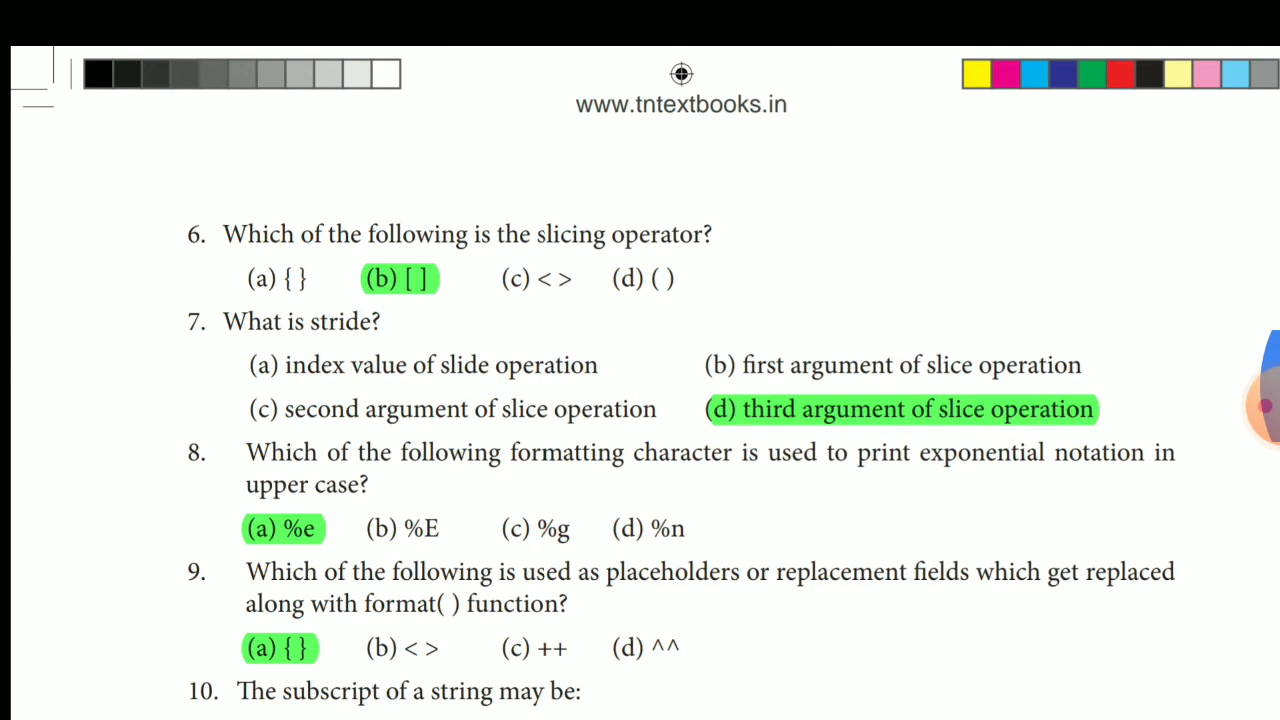 www.tntextbooks.in
6. Which of the following is the slicing operator?
(a) { } (b) [ ] (c) < > (d) ( )
7. What is stride?
(a) index value of slide operation (b) first argument of slice operation
(c) second argument of slice operation (d) third argument of slice operation
8. Which of the following formatting character is used to print exponential notation in
upper case?
(a) %e (b) %E (c) %g (d) %n
9. Which of the following is used as placeholders or replacement fields which get replaced
along with format( ) function?
(a) { } (b) < > (c) ++ (d) ^^
10. The subscript of a string may be: